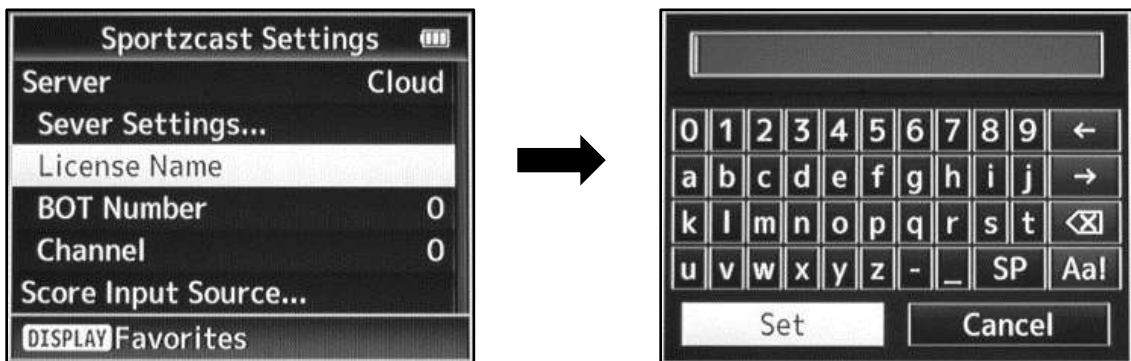 Sportzcast Settings
Server Cloud
Sever Settings...
License Name
BOT Number 0
Channel 0
Score Input Source...
DISPLAY Favorites
0 1 2 3 4 5 6 7 8 9 ←
a b c d e f g h i j →
k l m n o p q r s t ⌫
u v w x y z - _ SP Aa!
Set Cancel